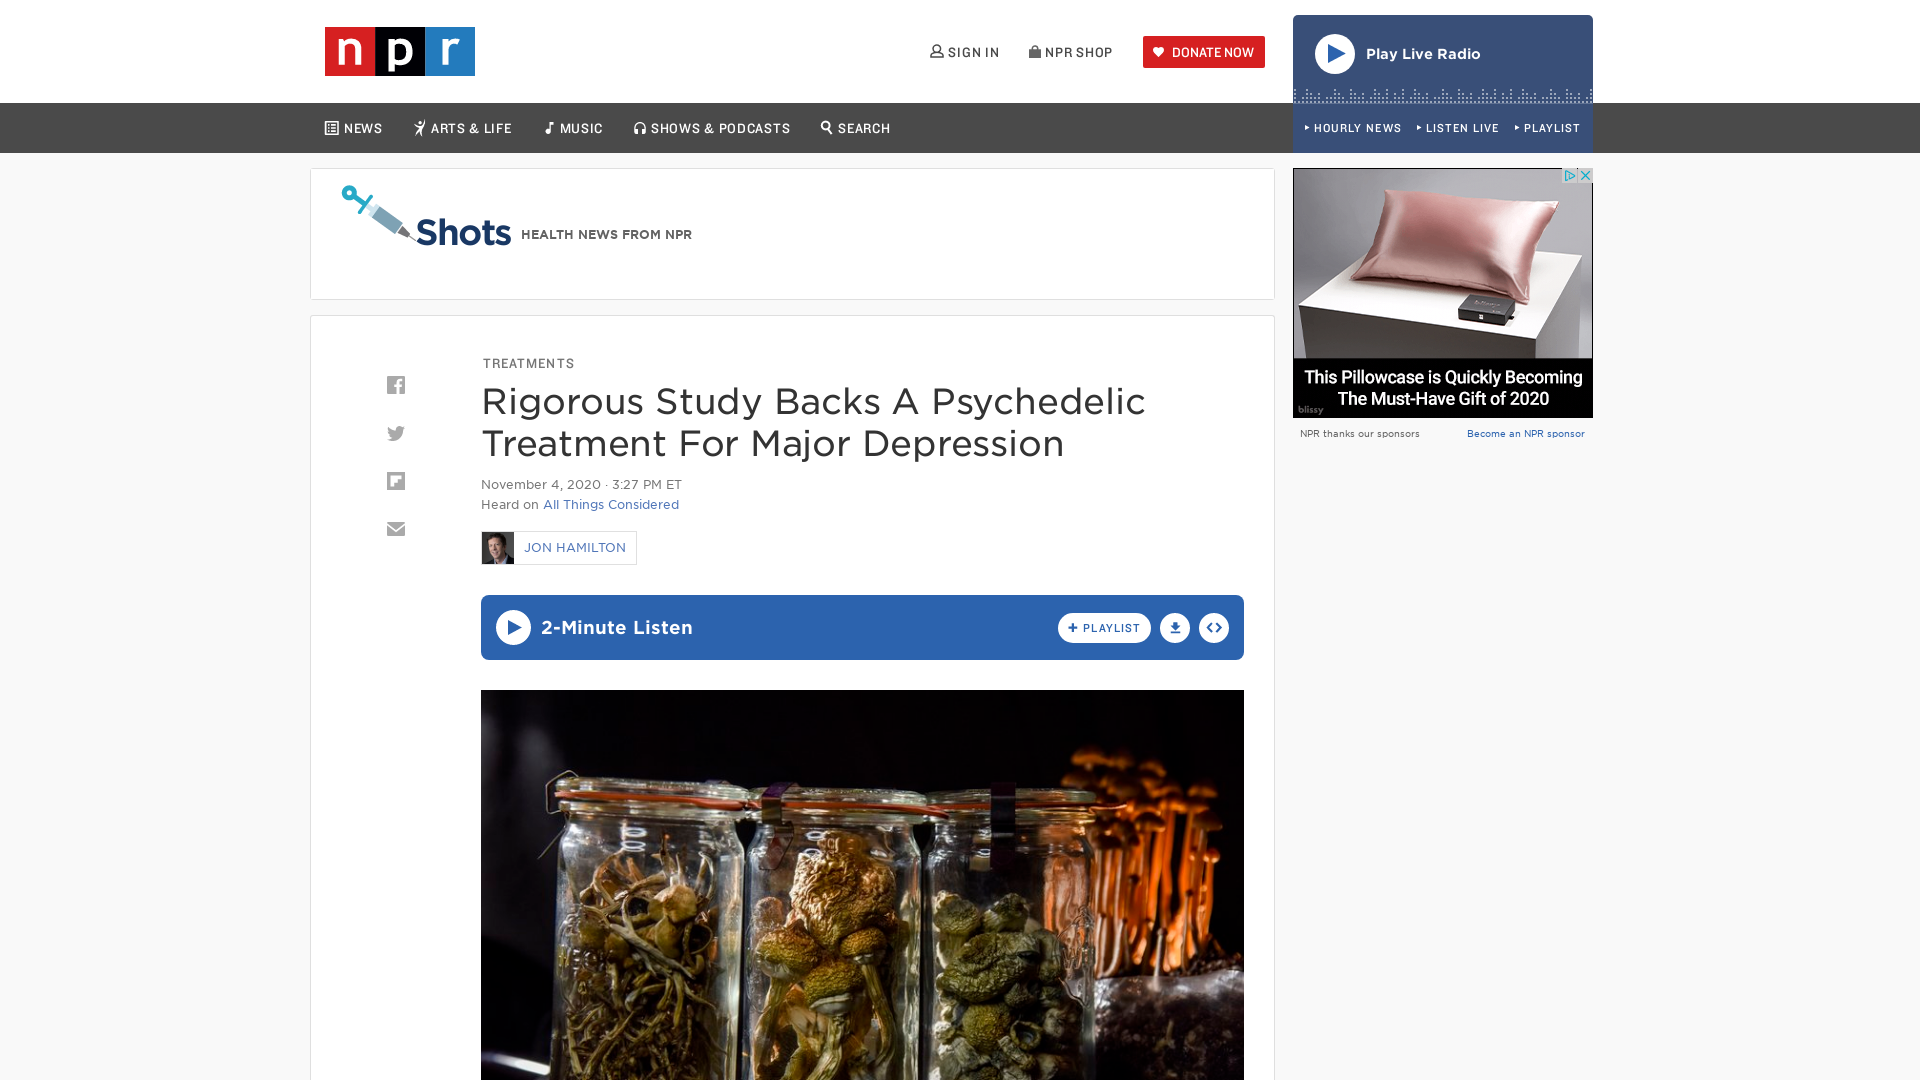 npr
SIGN IN
NPR SHOP
DONATE NOW
Play Live Radio
NEWS
ARTS & LIFE
MUSIC
SHOWS & PODCASTS
SEARCH
HOURLY NEWS
LISTEN LIVE
PLAYLIST
Shots HEALTH NEWS FROM NPR
This Pillowcase is Quickly Becoming
The Must-Have Gift of 2020
blissy
NPR thanks our sponsors
Become an NPR sponsor
TREATMENTS
Rigorous Study Backs A Psychedelic
Treatment For Major Depression
November 4, 2020 · 3:27 PM ET
Heard on All Things Considered
JON HAMILTON
2-Minute Listen
+ PLAYLIST